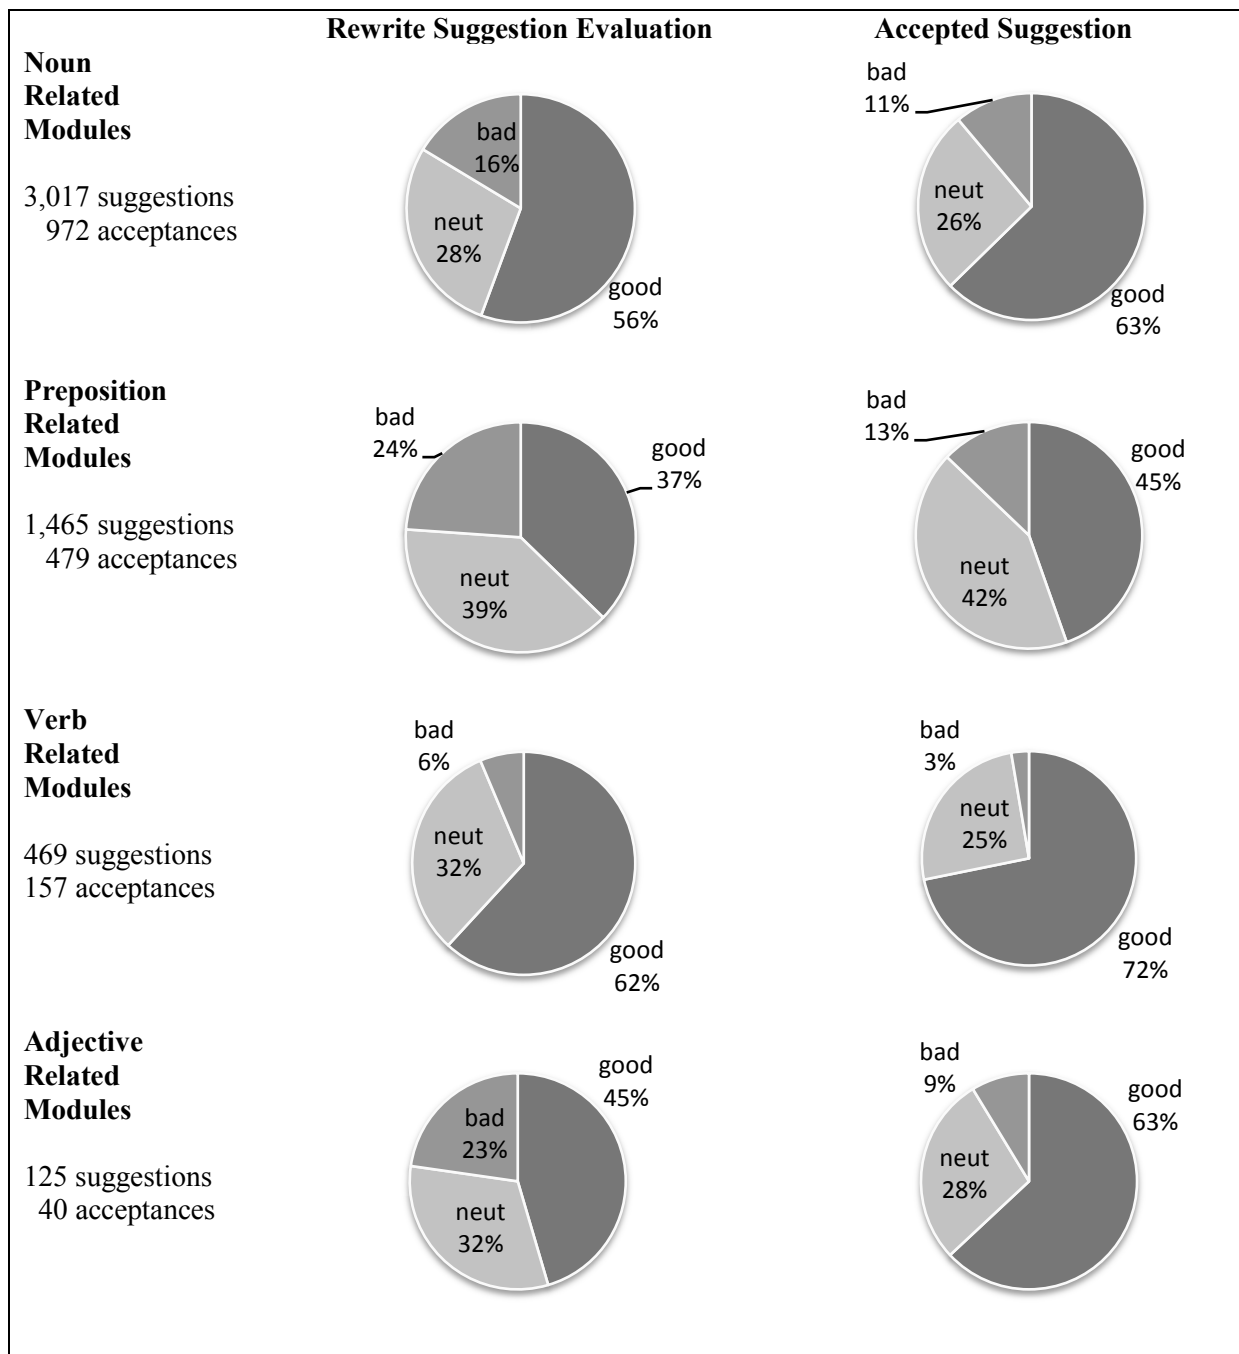 Rewrite Suggestion Evaluation
Accepted Suggestion
Noun
Related
Modules
3,017 suggestions
972 acceptances
bad
16%
neut
28%
good
56%
bad
11%
neut
26%
good
63%
Preposition
Related
Modules
1,465 suggestions
479 acceptances
bad
24%
good
37%
neut
39%
bad
13%
good
45%
neut
42%
Verb
Related
Modules
469 suggestions
157 acceptances
bad
6%
neut
32%
good
62%
bad
3%
neut
25%
good
72%
Adjective
Related
Modules
125 suggestions
40 acceptances
good
45%
bad
23%
neut
32%
bad
9%
good
63%
neut
28%